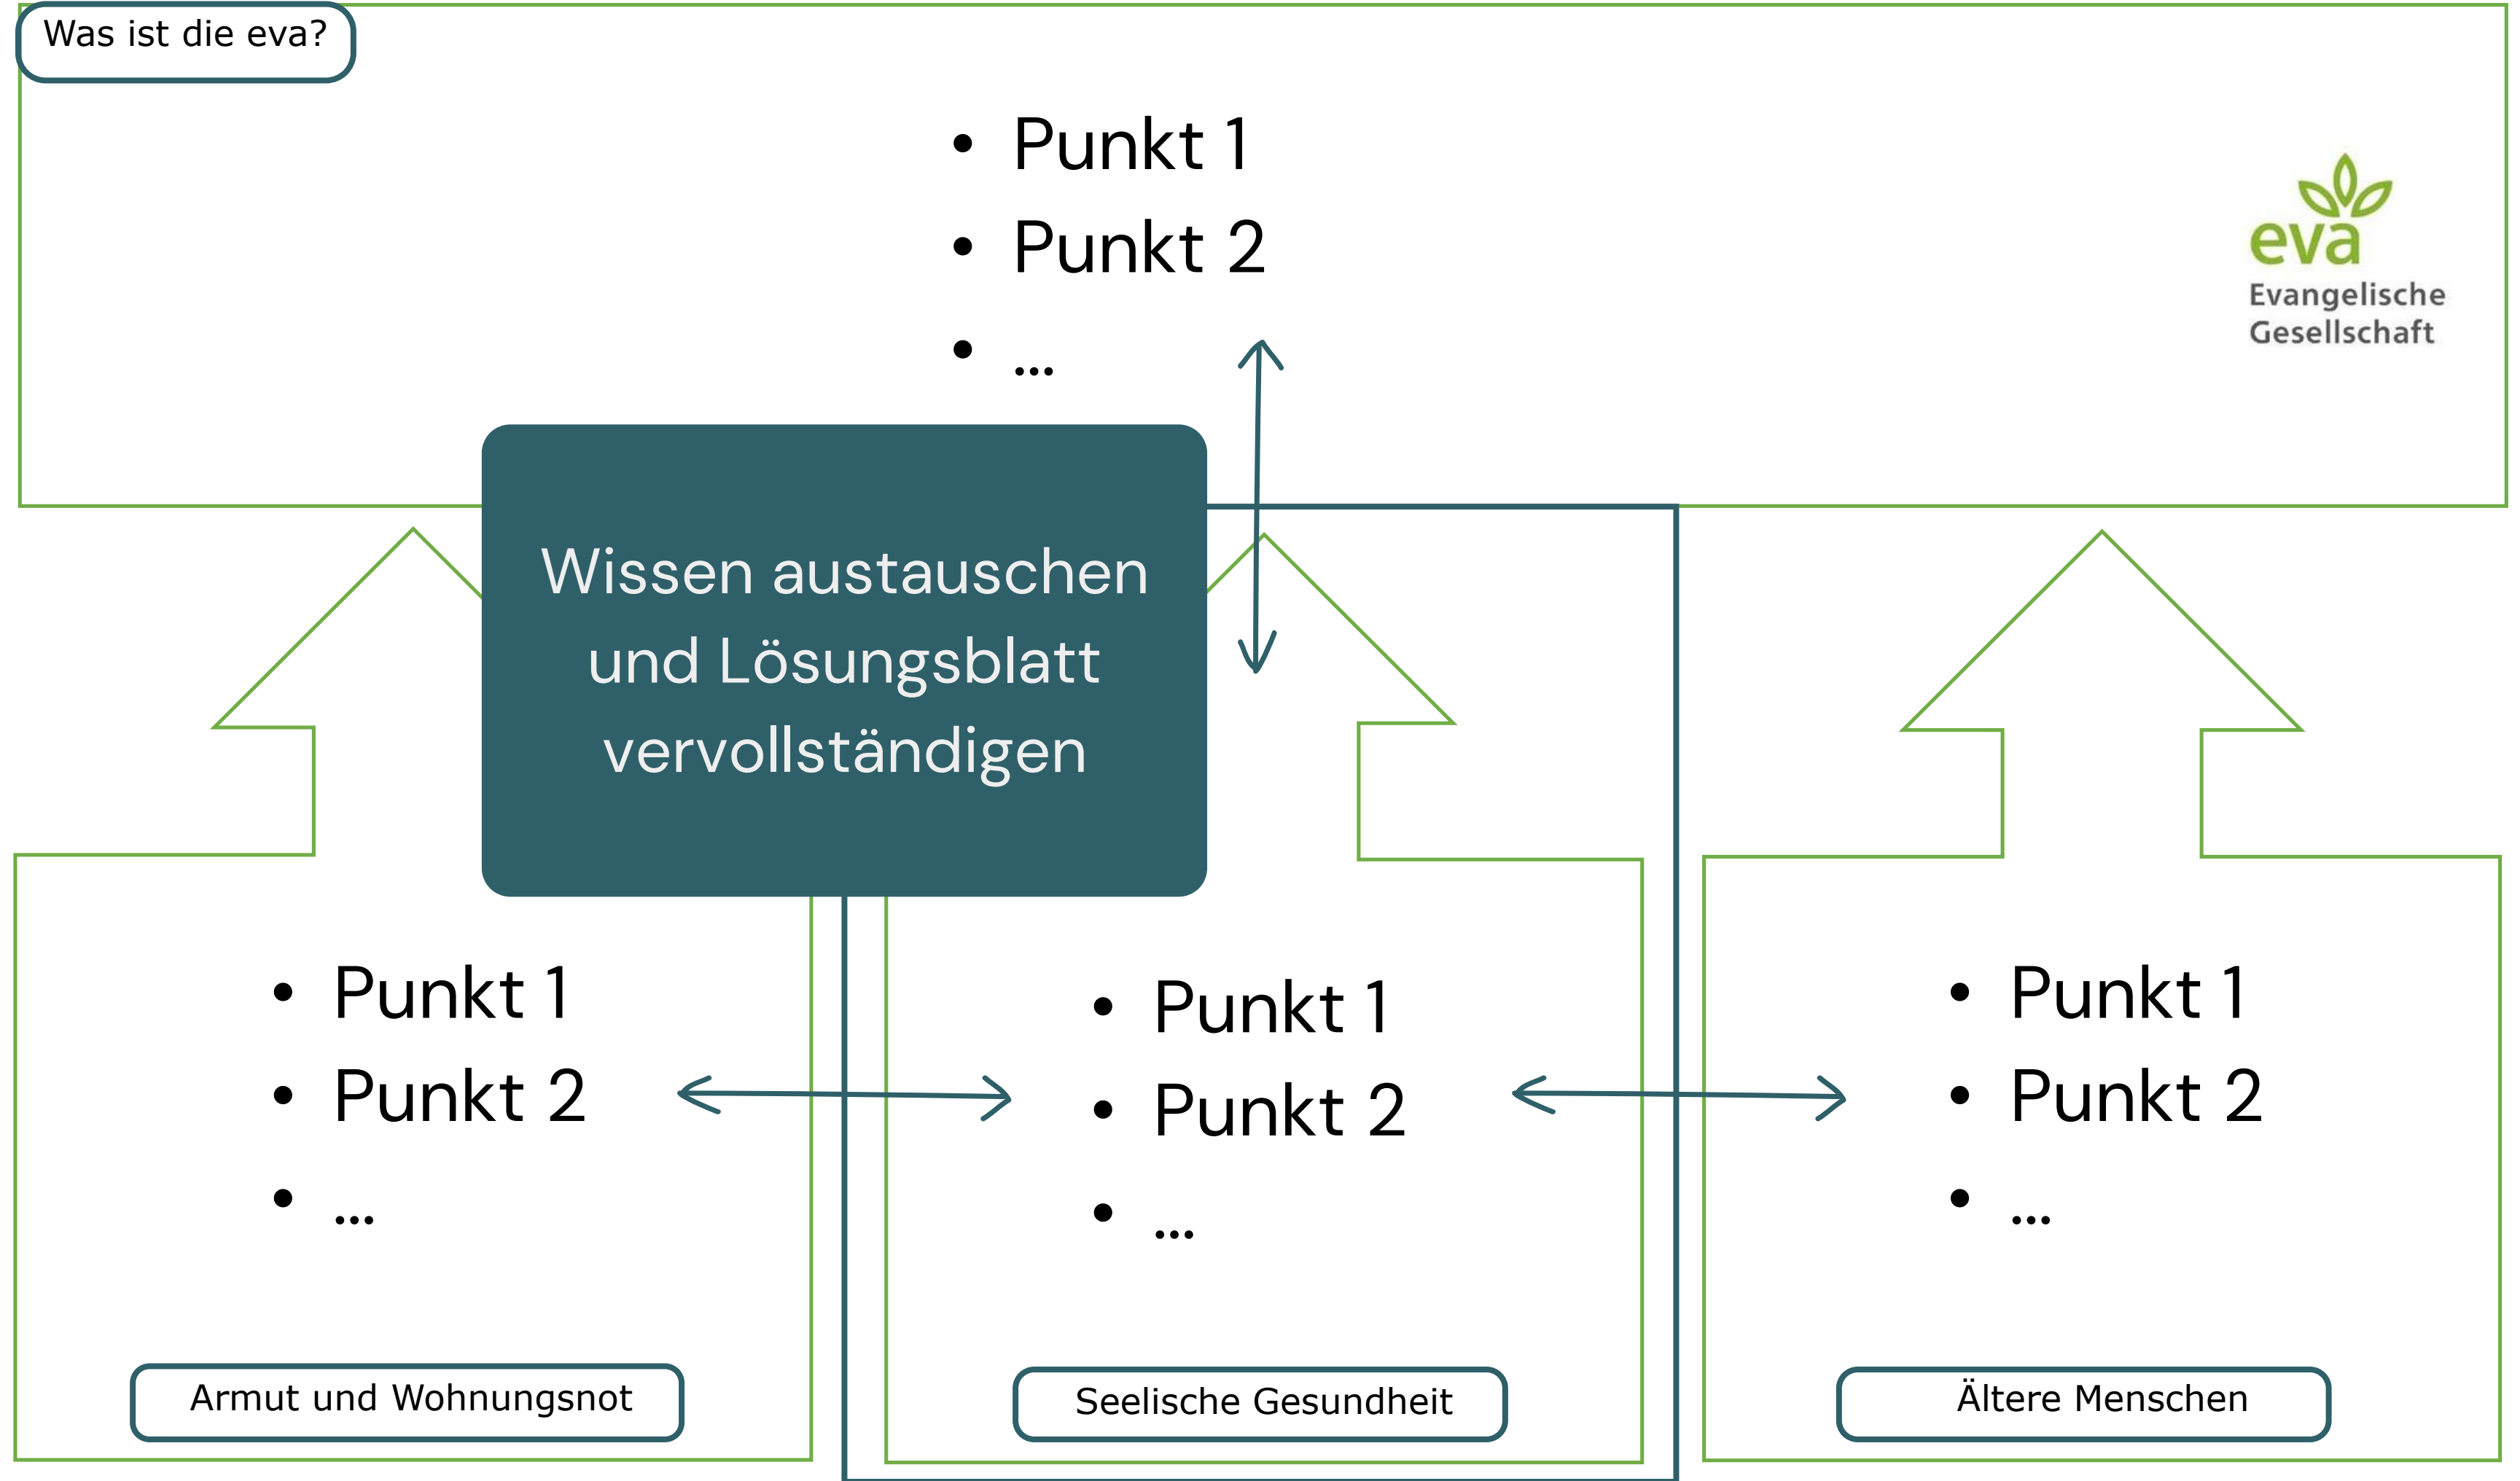 Was ist die eva?
• Punkt 1
• Punkt 2
• ...
eva
Evangelische
Gesellschaft
Wissen austauschen
und Lösungsblatt
vervollständigen
• Punkt 1
• Punkt 2
• ...
Armut und Wohnungsnot
• Punkt 1
• Punkt 2
• ...
Seelische Gesundheit
• Punkt 1
• Punkt 2
• ...
Ältere Menschen